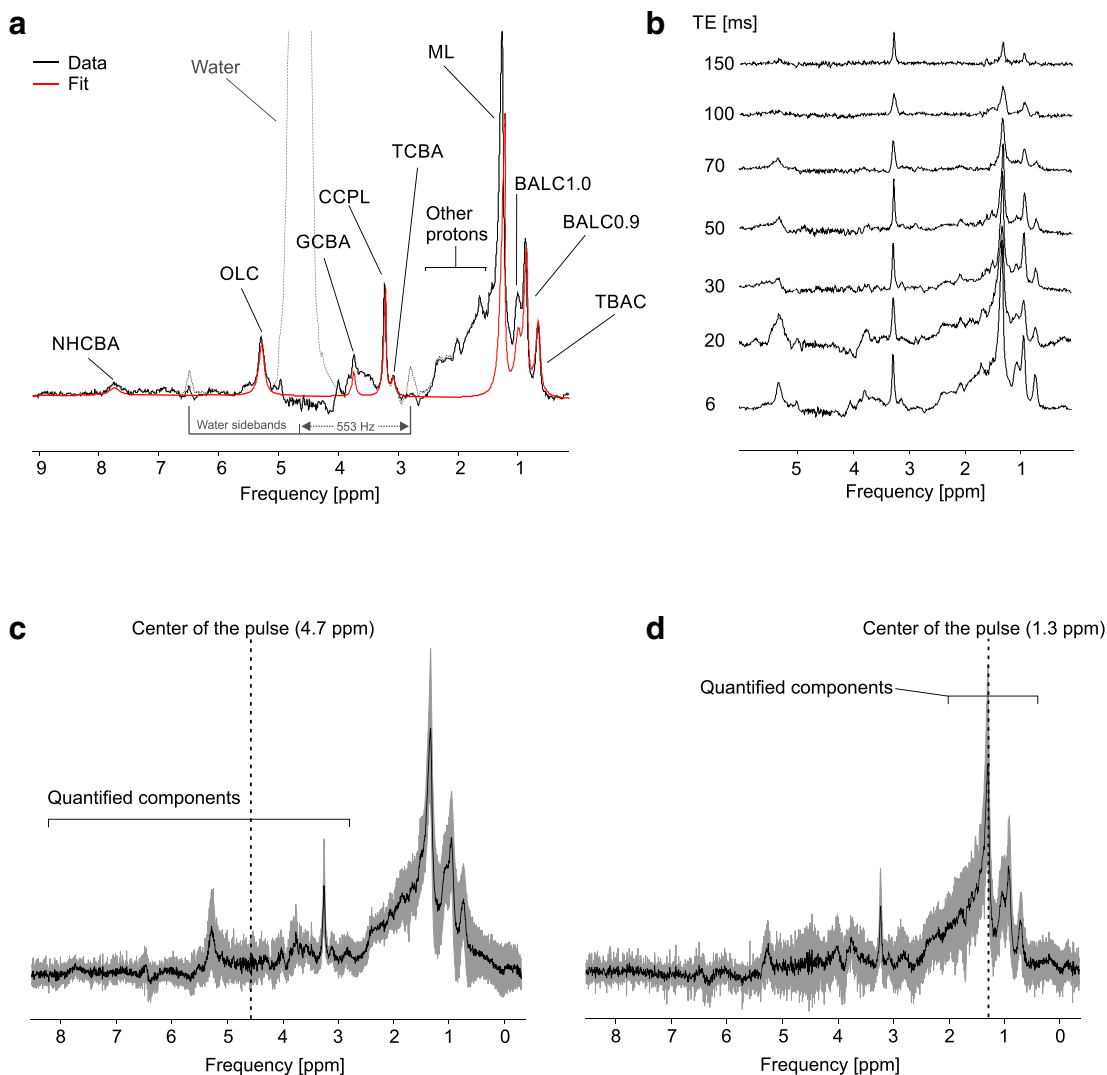 a
Data
Fit
Water
ML
TCBA
CCPL
BALC1.0
Other
protons
GCBA
BALC0.9
OLC
TBAC
NHCBA
Water sidebands
553 Hz
9 8 7 6 5 4 3 2 1
Frequency [ppm]
b
TE [ms]
150
100
70
50
30
20
6
5 4 3 2 1
Frequency [ppm]
c
Center of the pulse (4.7 ppm)
Quantified components
8 7 6 5 4 3 2 1 0
Frequency [ppm]
d
Center of the pulse (1.3 ppm)
Quantified components
8 7 6 5 4 3 2 1 0
Frequency [ppm]